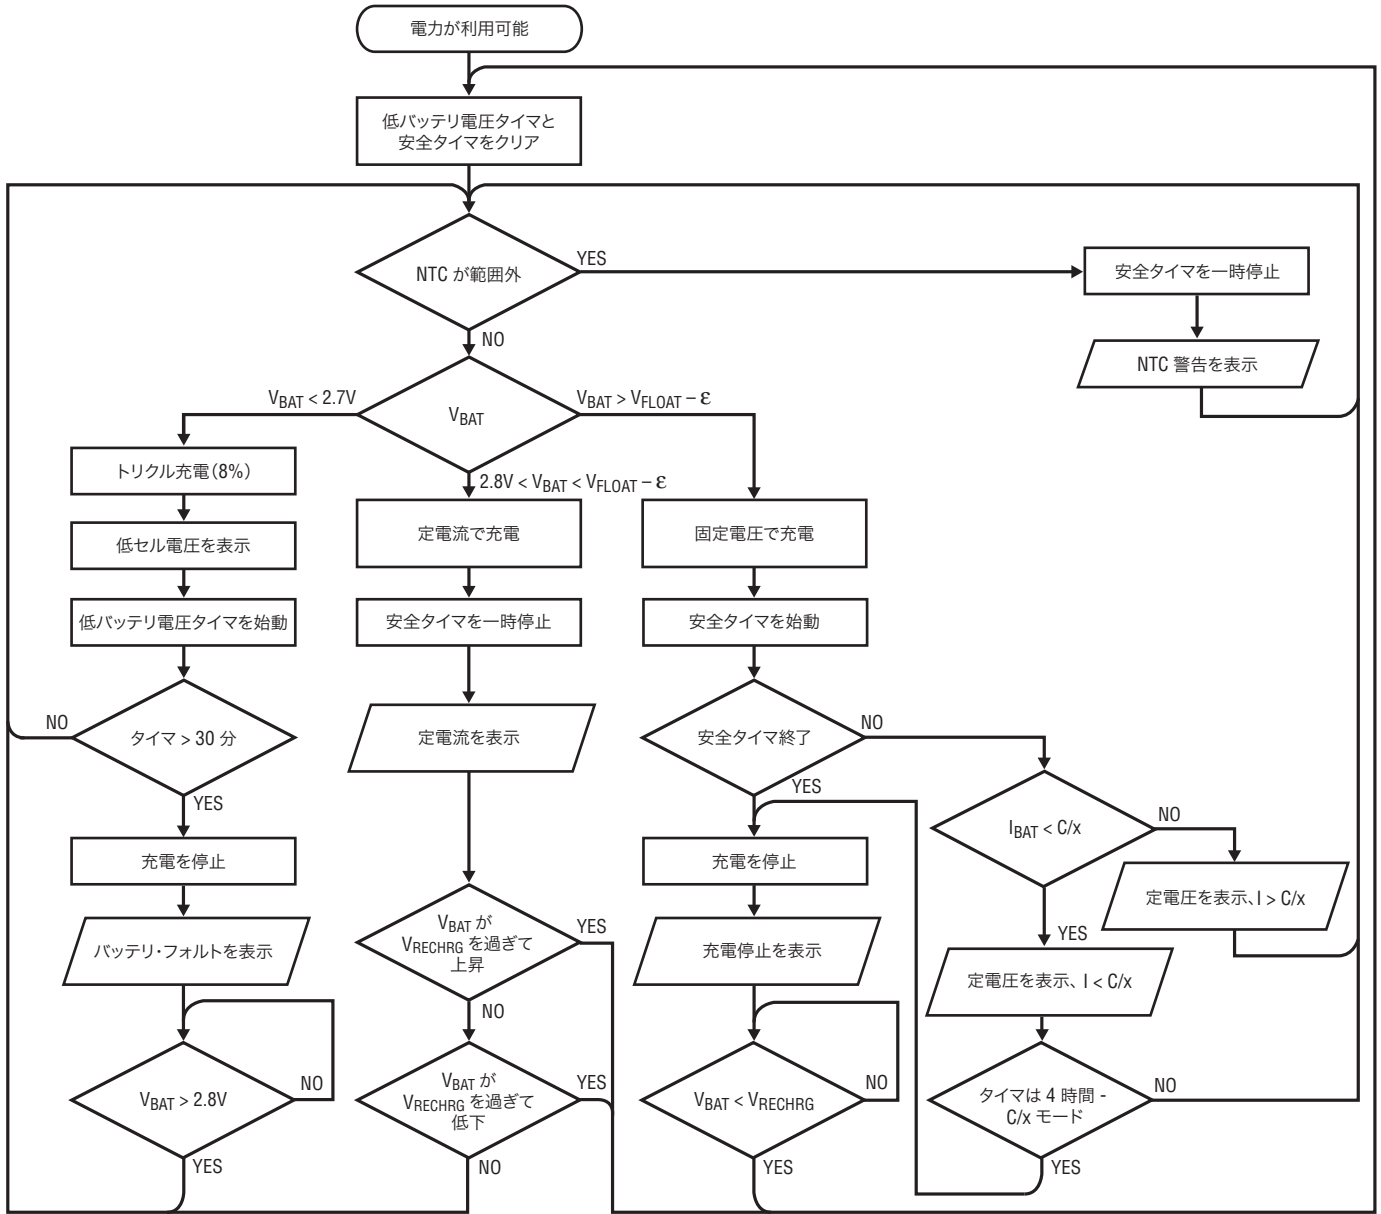 電力が利用可能
低バッテリ電圧タイマと
安全タイマをクリア
NTC が範囲外
YES
安全タイマを一時停止
NTC 警告を表示
NO
VBAT
VBAT < 2.7V
VBAT > VFLOAT – ε
2.8V < VBAT < VFLOAT – ε
トリクル充電(8%)
低セル電圧を表示
低バッテリ電圧タイマを始動
タイマ > 30 分
NO
YES
充電を停止
バッテリ・フォルトを表示
VBAT > 2.8V
NO
YES
定電流で充電
安全タイマを一時停止
定電流を表示
VBAT が
VRECHRG を過ぎて
上昇
YES
NO
VBAT が
VRECHRG を過ぎて
低下
YES
NO
固定電圧で充電
安全タイマを始動
安全タイマ終了
NO
YES
充電を停止
充電停止を表示
VBAT < VRECHRG
NO
YES
IBAT < C/x
NO
定電圧を表示、I > C/x
YES
定電圧を表示、I < C/x
タイマは 4 時間 -
C/x モード
NO
YES